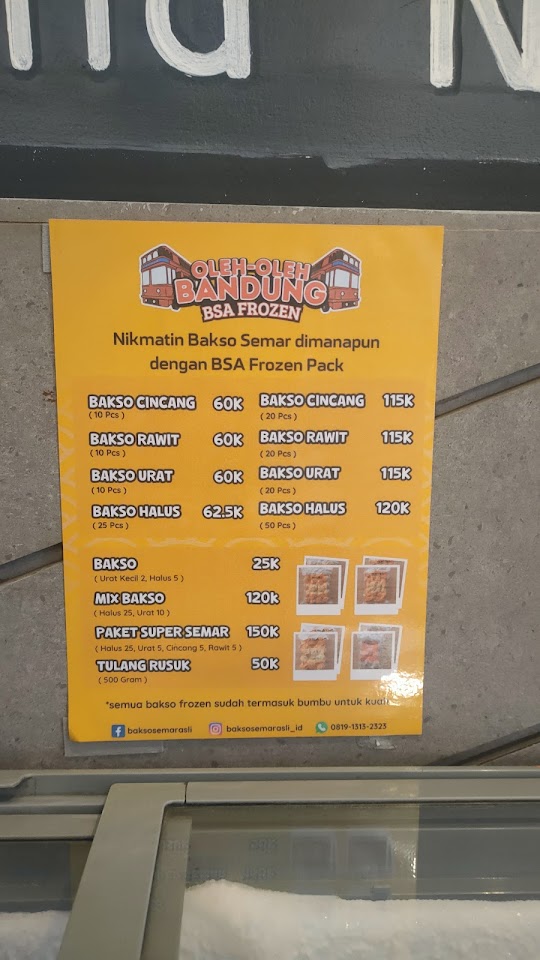 OLEH-OLEH
BANDUNG
BSA FROZEN
Nikmatin Bakso Semar dimanapun
dengan BSA Frozen Pack
BAKSO CINCANG 60K
(10 Pcs)
BAKSO RAWIT 60K
(10 Pcs)
BAKSO URAT 60K
(10 Pcs)
BAKSO HALUS 62.5K
(25 Pcs)
BAKSO CINCANG 115K
(20 Pcs)
BAKSO RAWIT 115K
(20 Pcs)
BAKSO URAT 115K
(20 Pcs)
BAKSO HALUS 120K
(50 Pcs)
BAKSO 25K
(Urat Kecil 2, Halus 5)
MIX BAKSO 120k
(Halus 25, Urat 10)
PAKET SUPER SEMAR 150K
(Halus 25, Urat 5, Cincang 5, Rawit 5)
TULANG RUSUK 50K
(500 Gram)
*semua bakso frozen sudah termasuk bumbu untuk kuah
baksosemarasli baksosemarasli_id 0819-1313-2323